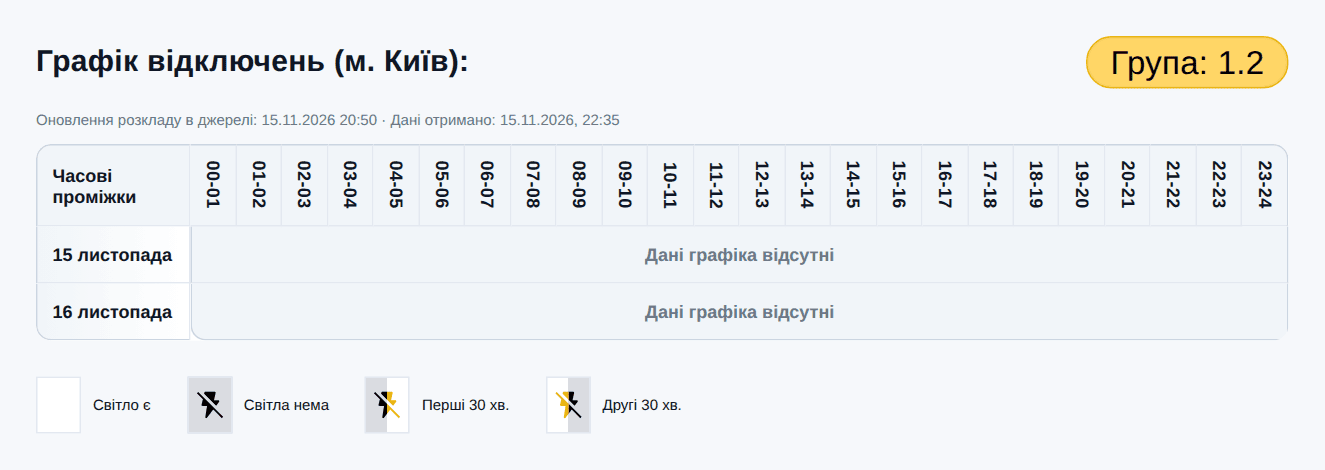 Графік відключень (м. Київ):
Група: 1.2
Оновлення розкладу в джерелі: 15.11.2026 20:50 · Дані отримано: 15.11.2026, 22:35
Часові
проміжки
00-01
01-02
02-03
03-04
04-05
05-06
06-07
07-08
08-09
09-10
10-11
11-12
12-13
13-14
14-15
15-16
16-17
17-18
18-19
19-20
20-21
21-22
22-23
23-24
15 листопада
Дані графіка відсутні
16 листопада
Дані графіка відсутні
Світло є
Світла нема
Перші 30 хв.
Другі 30 хв.